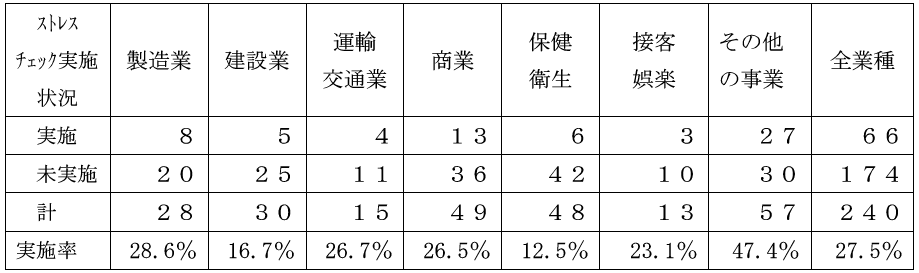 ｽﾄﾚｽ
ﾁｪｯｸ実施
状況 製造業 建設業 運輸
交通業 商業 保健
衛生 接客
娯楽 その他
の事業 全業種
実施 ８ ５ ４ １３ ６ ３ ２７ ６６
未実施 ２０ ２５ １１ ３６ ４２ １０ ３０ １７４
計 ２８ ３０ １５ ４９ ４８ １３ ５７ ２４０
実施率 28.6% 16.7% 26.7% 26.5% 12.5% 23.1% 47.4% 27.5%